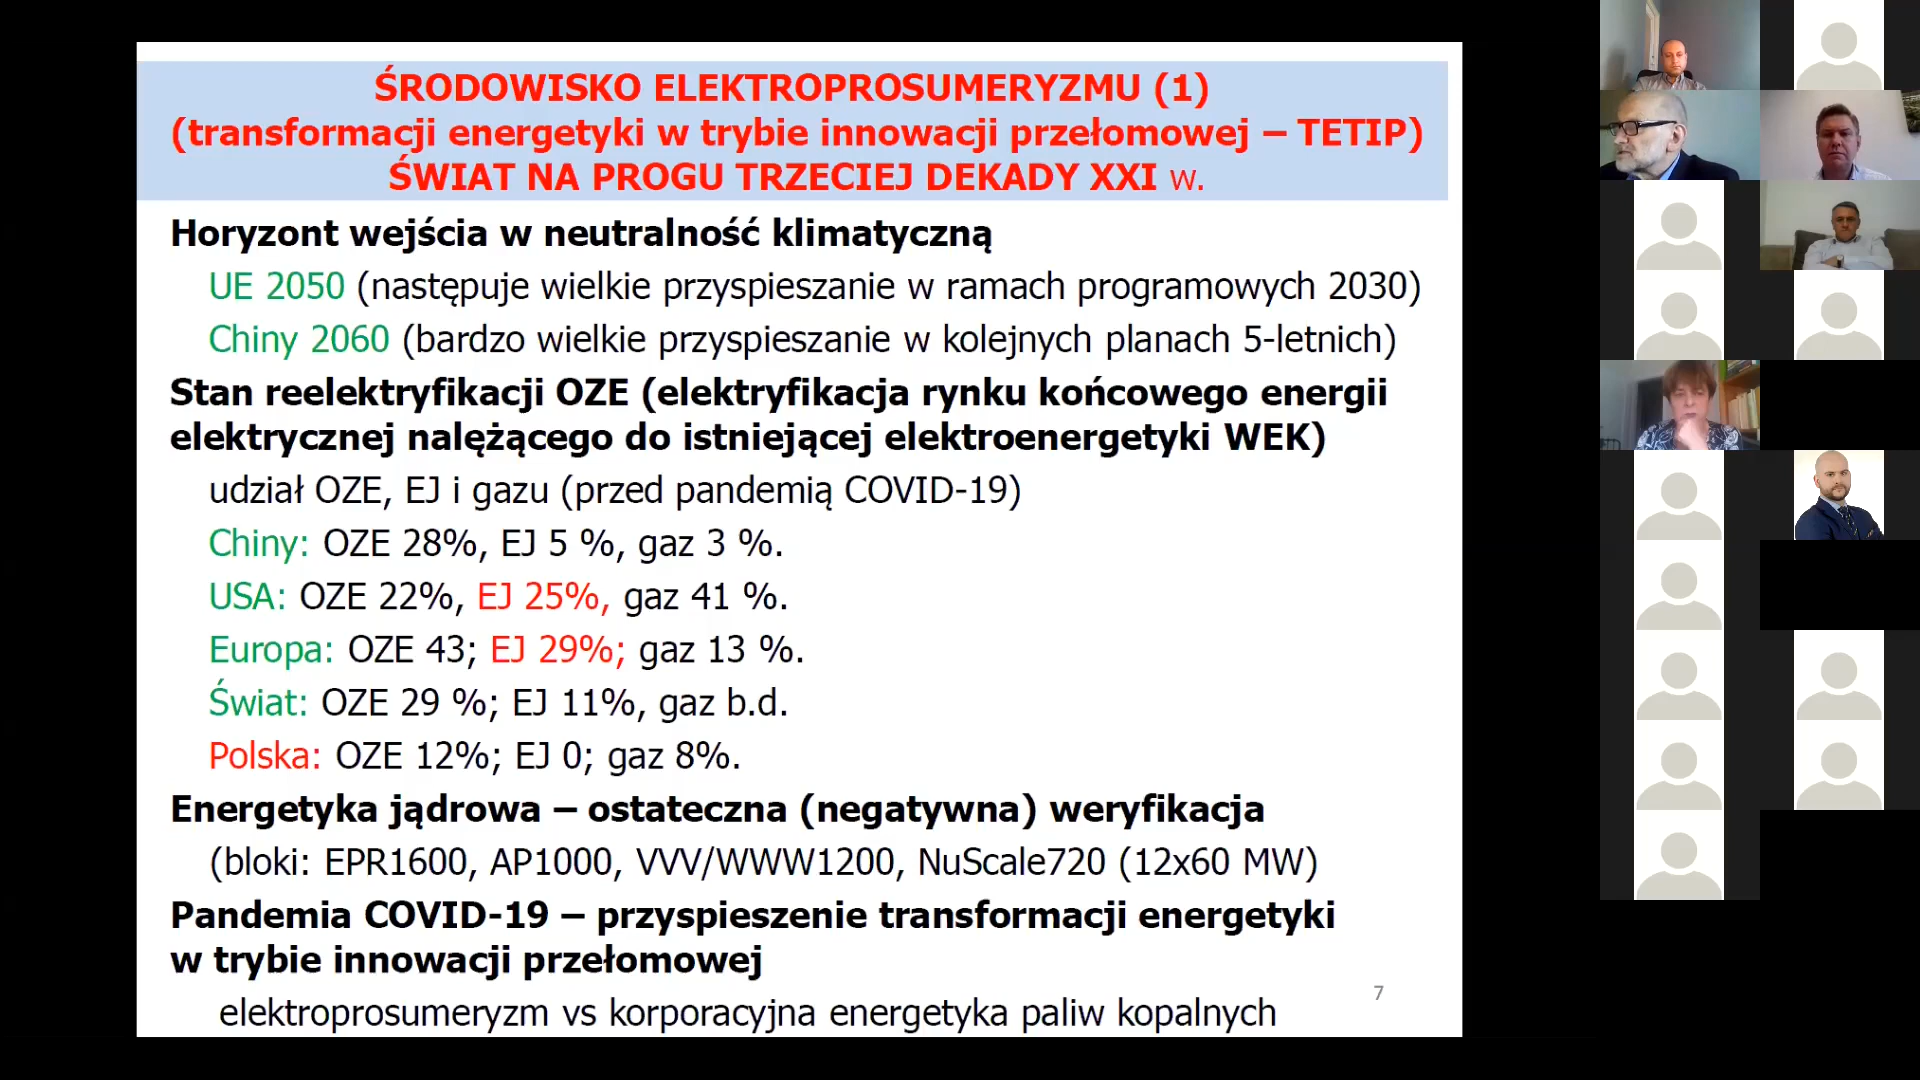 ŚRODOWISKO ELEKTROPROSUMERYZMU (1)
(transformacji energetyki w trybie innowacji przełomowej – TETIP)
ŚWIAT NA PROGU TRZECIEJ DEKADY XXI w.
Horyzont wejścia w neutralność klimatyczną
UE 2050 (następuje wielkie przyspieszanie w ramach programowych 2030)
Chiny 2060 (bardzo wielkie przyspieszanie w kolejnych planach 5-letnich)
Stan reelektryfikacji OZE (elektryfikacja rynku końcowego energii
elektrycznej nalężącego do istniejącej elektroenergetyki WEK)
udział OZE, EJ i gazu (przed pandemią COVID-19)
Chiny: OZE 28%, EJ 5 %, gaz 3 %.
USA: OZE 22%, EJ 25%, gaz 41 %.
Europa: OZE 43; EJ 29%; gaz 13 %.
Świat: OZE 29 %; EJ 11%, gaz b.d.
Polska: OZE 12%; EJ 0; gaz 8%.
Energetyka jądrowa – ostateczna (negatywna) weryfikacja
(bloki: EPR1600, AP1000, VVV/WWW1200, NuScale720 (12x60 MW)
Pandemia COVID-19 – przyspieszenie transformacji energetyki
w trybie innowacji przełomowej
elektroprosumeryzm vs korporacyjna energetyka paliw kopalnych
7